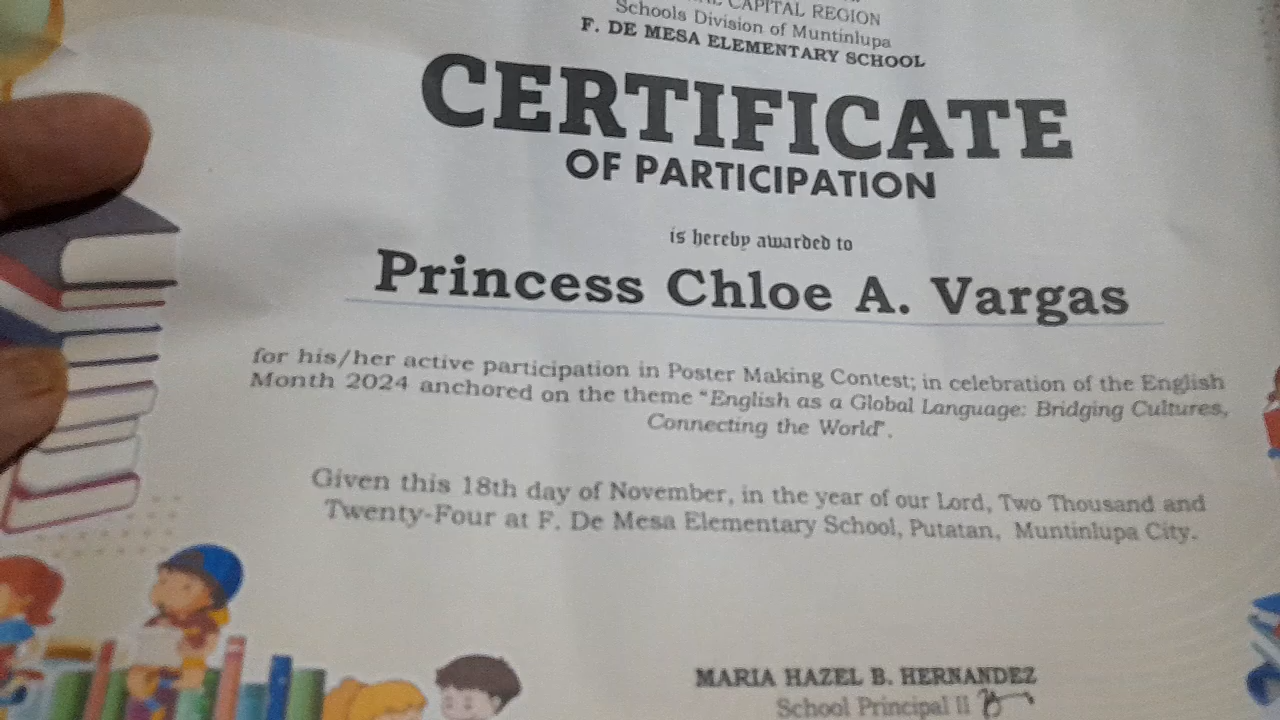 CAPITAL REGION
Schools Division of Muntinlupa
F. DE MESA ELEMENTARY SCHOOL
CERTIFICATE
OF PARTICIPATION
is hereby awarded to
Princess Chloe A. Vargas
for his/her active participation in Poster Making Contest; in celebration of the English
Month 2024 anchored on the theme “English as a Global Language: Bridging Cultures,
Connecting the World”.
Given this 18th day of November, in the year of our Lord, Two Thousand and
Twenty-Four at F. De Mesa Elementary School, Putatan, Muntinlupa City.
MARIA HAZEL B. HERNANDEZ
School Principal II